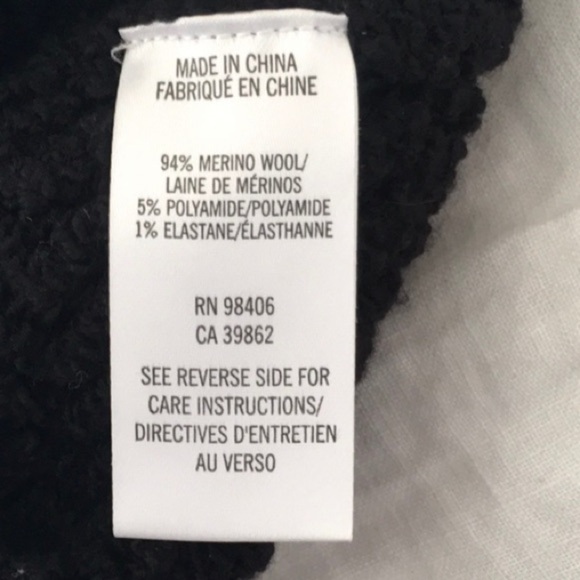 MADE IN CHINA
FABRIQUÉ EN CHINE
94% MERINO WOOL/
LAINE DE MÉRINOS
5% POLYAMIDE/POLYAMIDE
1% ELASTANE/ÉLASTHANNE
RN 98406
CA 39862
SEE REVERSE SIDE FOR
CARE INSTRUCTIONS/
DIRECTIVES D'ENTRETIEN
AU VERSO